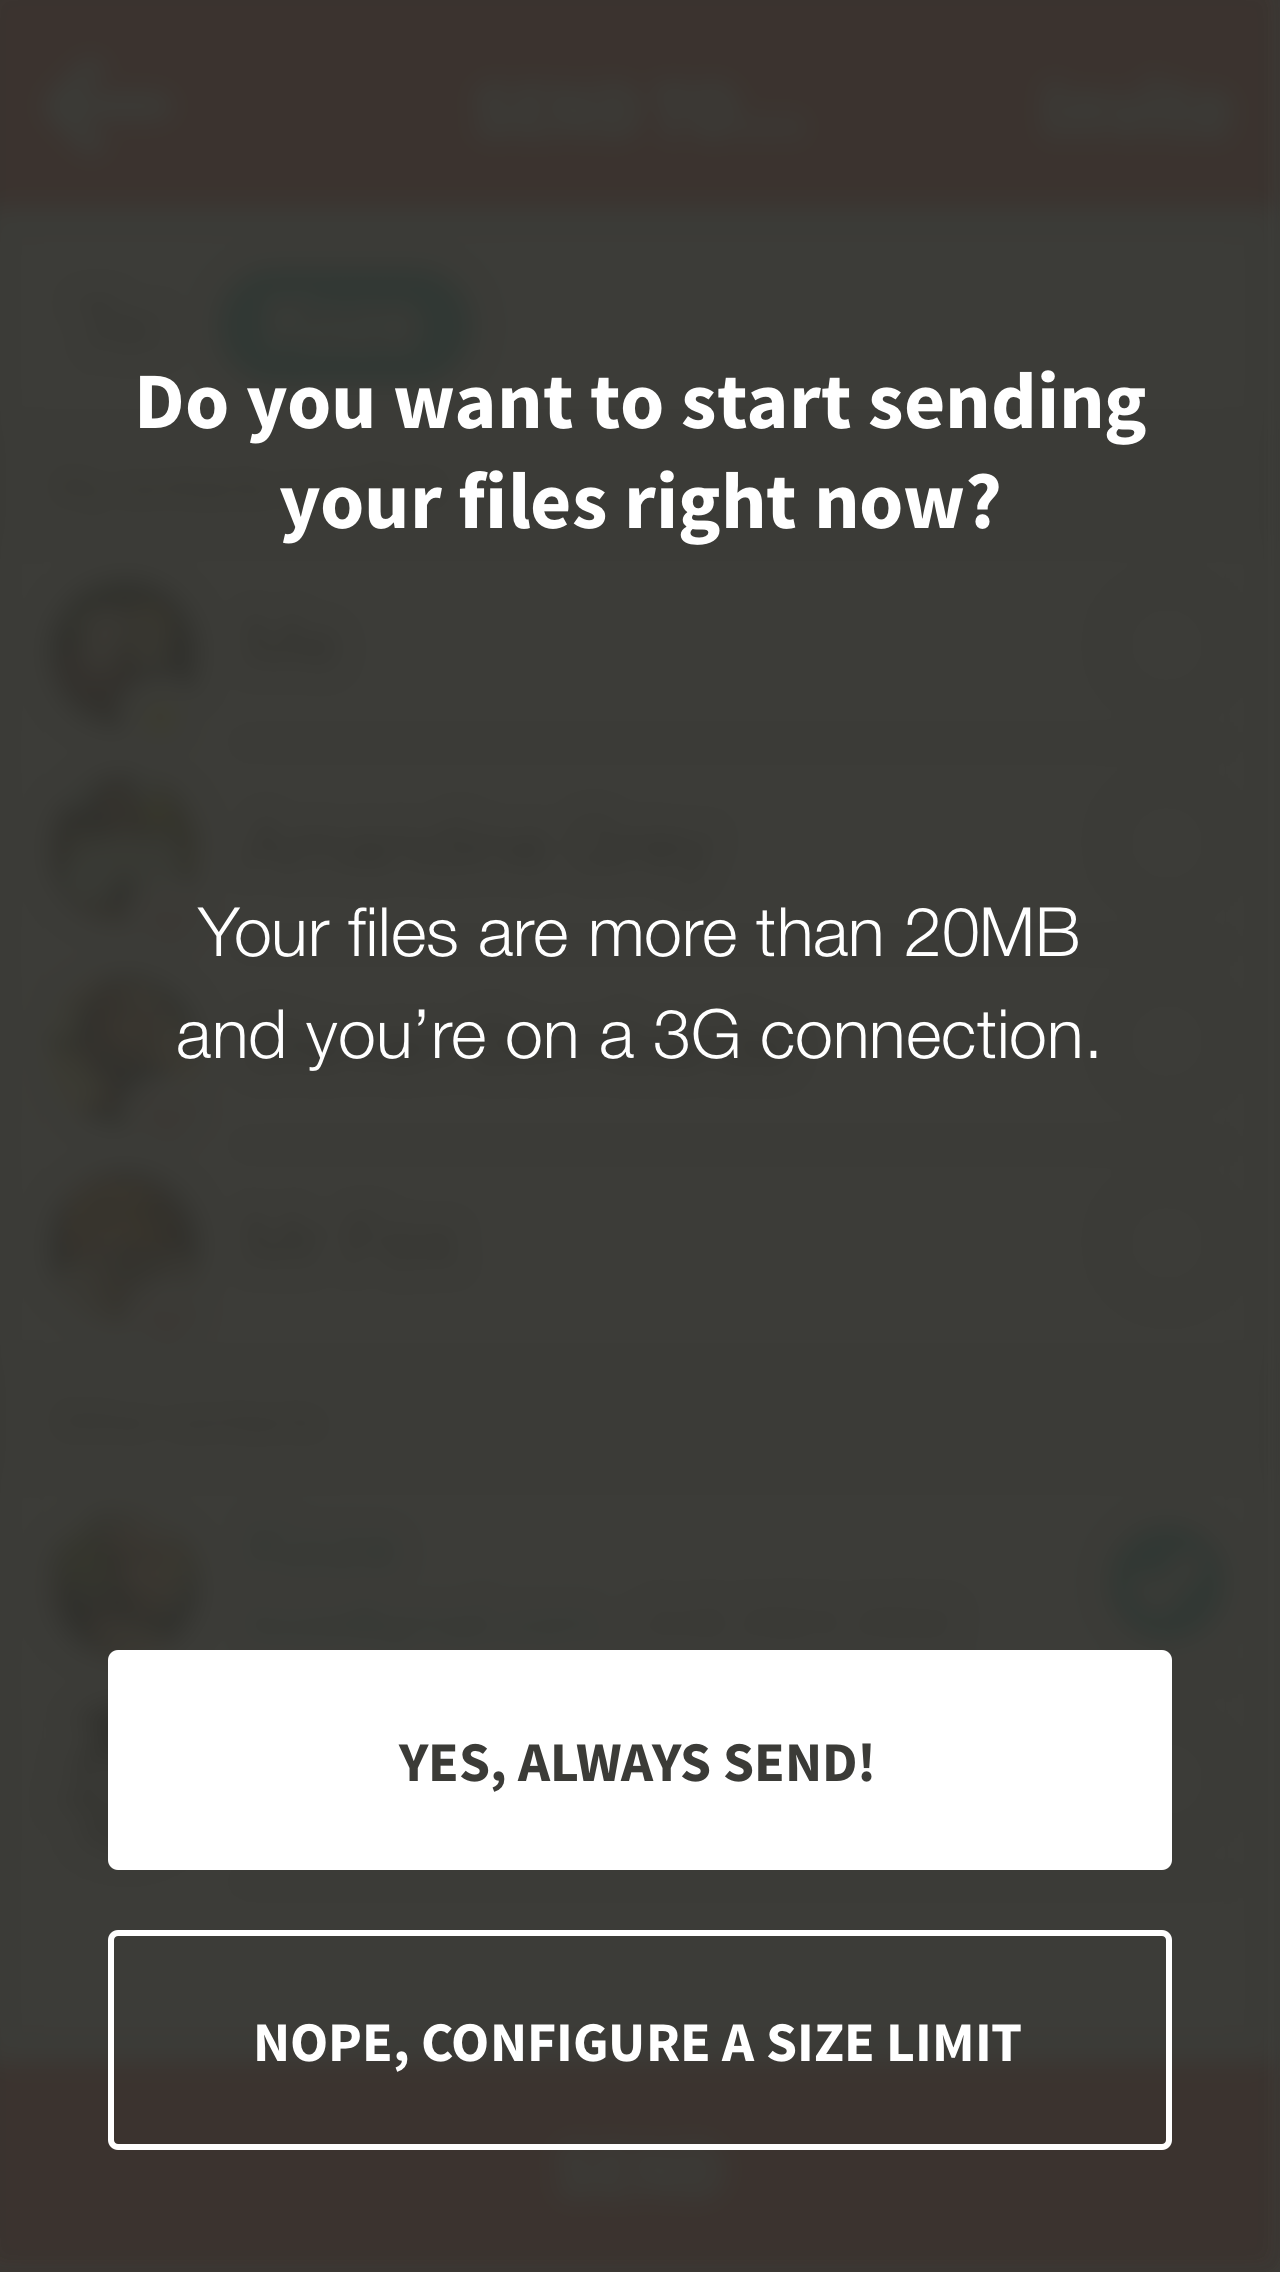 Do you want to start sending
your files right now?
Your files are more than 20MB
and you’re on a 3G connection.
YES, ALWAYS SEND!
NOPE, CONFIGURE A SIZE LIMIT